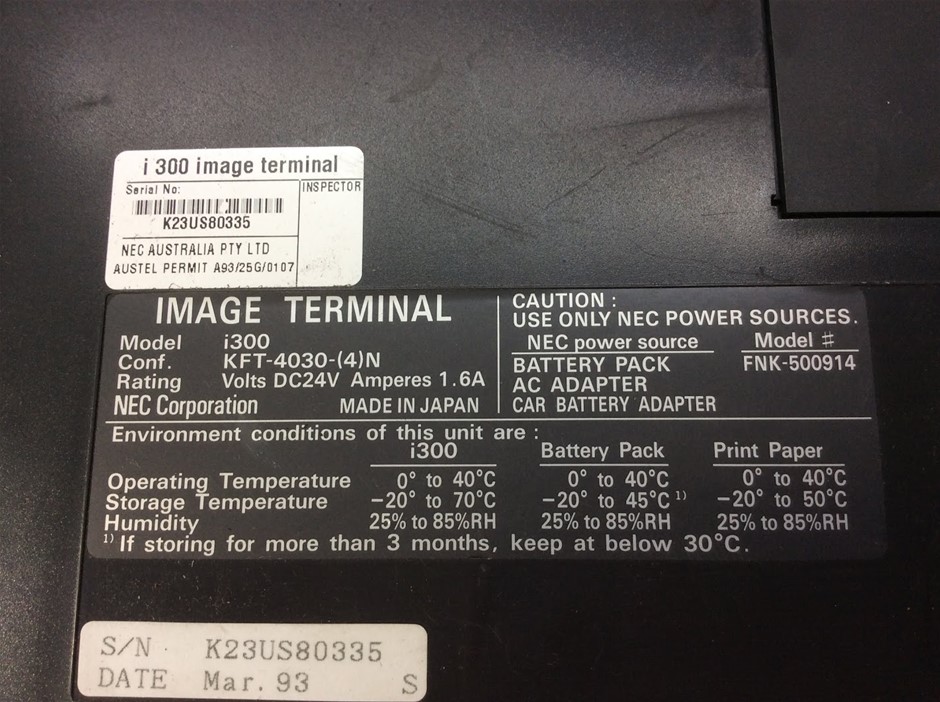 i 300 image terminal
Serial No:
INSPECTOR
K23US80335
NEC AUSTRALIA PTY LTD
AUSTEL PERMIT A93/25G/0107
IMAGE TERMINAL
Model i300
Conf. KFT-4030-(4)N
Rating Volts DC24V Amperes 1.6A
NEC Corporation MADE IN JAPAN
CAUTION :
USE ONLY NEC POWER SOURCES.
NEC power source Model #
BATTERY PACK FNK-500914
AC ADAPTER
CAR BATTERY ADAPTER
Environment conditions of this unit are :
i300 Battery Pack Print Paper
Operating Temperature 0° to 40°C 0° to 40°C 0° to 40°C
Storage Temperature -20° to 70°C -20° to 45°C 1) -20° to 50°C
Humidity 25% to 85%RH 25% to 85%RH 25% to 85%RH
1) If storing for more than 3 months, keep at below 30°C.
S/N K23US80335
DATE Mar. 93 S